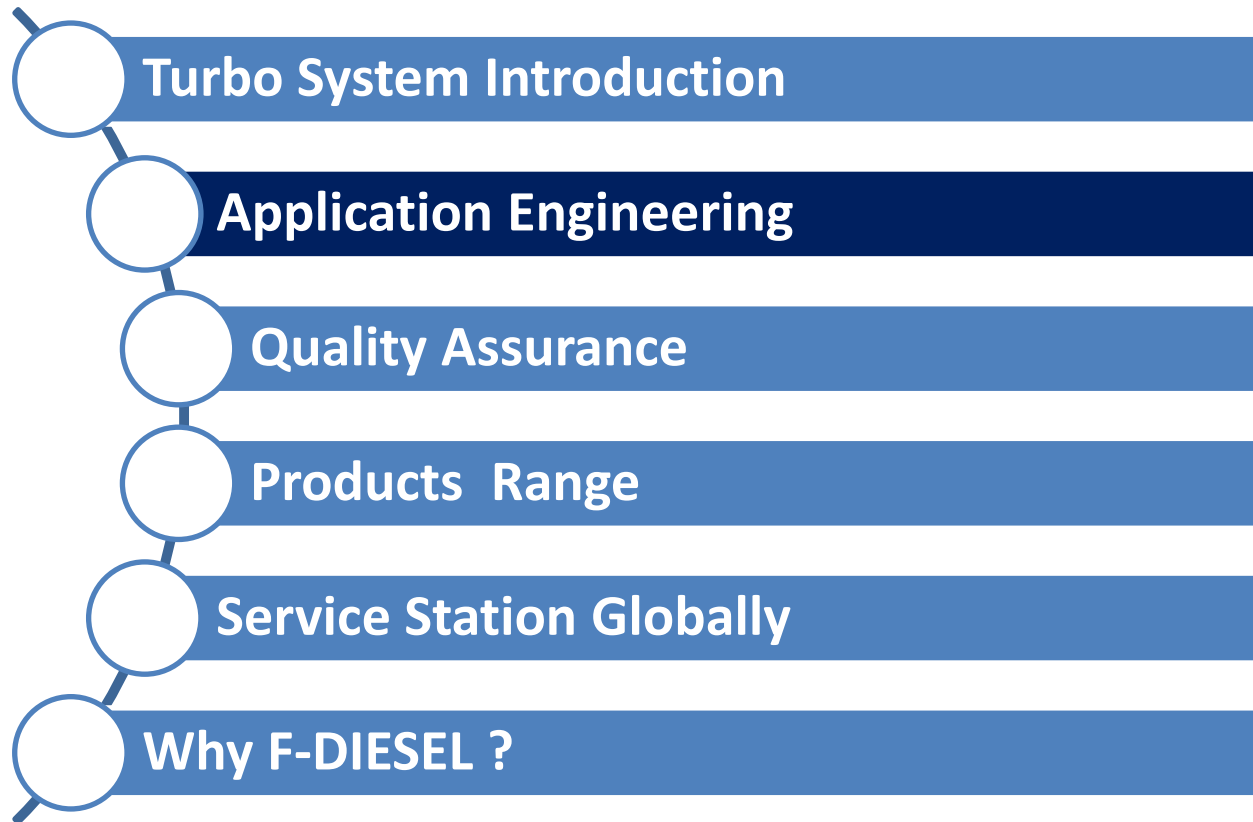 Turbo System Introduction
Application Engineering
Quality Assurance
Products  Range
Service Station Globally
Why F-DIESEL ?